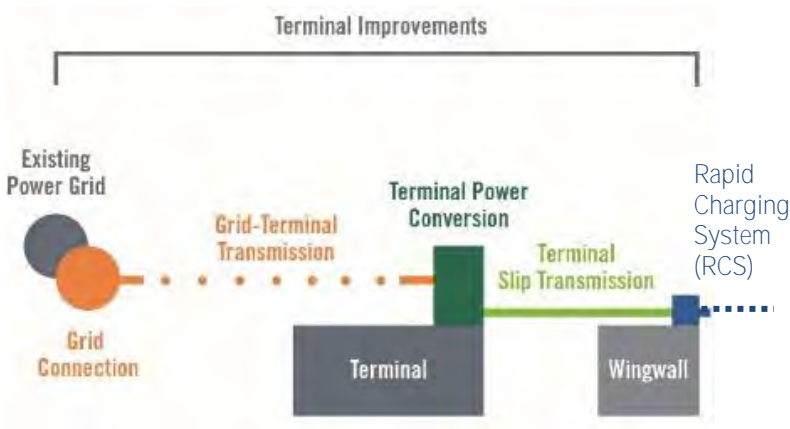 Terminal Improvements
Existing
Power Grid
Grid-Terminal
Transmission
Terminal Power
Conversion
Terminal
Slip Transmission
Rapid
Charging
System
(RCS)
Grid
Connection
Terminal
Wingwall